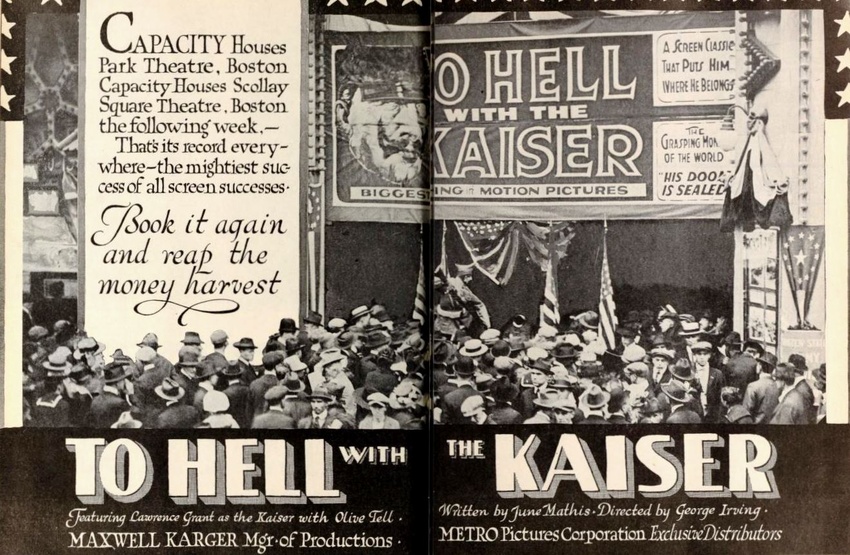 CAPACITY Houses
Park Theatre, Boston
Capacity Houses Scollay
Square Theatre, Boston
the following week,—
That's its record every-
where—the mightiest suc-
cess of all screen successes.
Book it again
and reap the
money harvest
O HELL
WITH THE
KAISER
BIGGEST
ING IN MOTION PICTURES
A SCREEN CLASSIC
THAT PUTS HIM
WHERE HE BELONGS
THE
GRASPING MON
OF THE WORLD
"HIS DOOM
IS SEALED
TO HELL WITH THE KAISER
Featuring Lawrence Grant as the Kaiser with Olive Tell.
MAXWELL KARGER Mgr. of Productions.
Written by June Mathis. Directed by George Irving.
METRO Pictures Corporation Exclusive Distributors